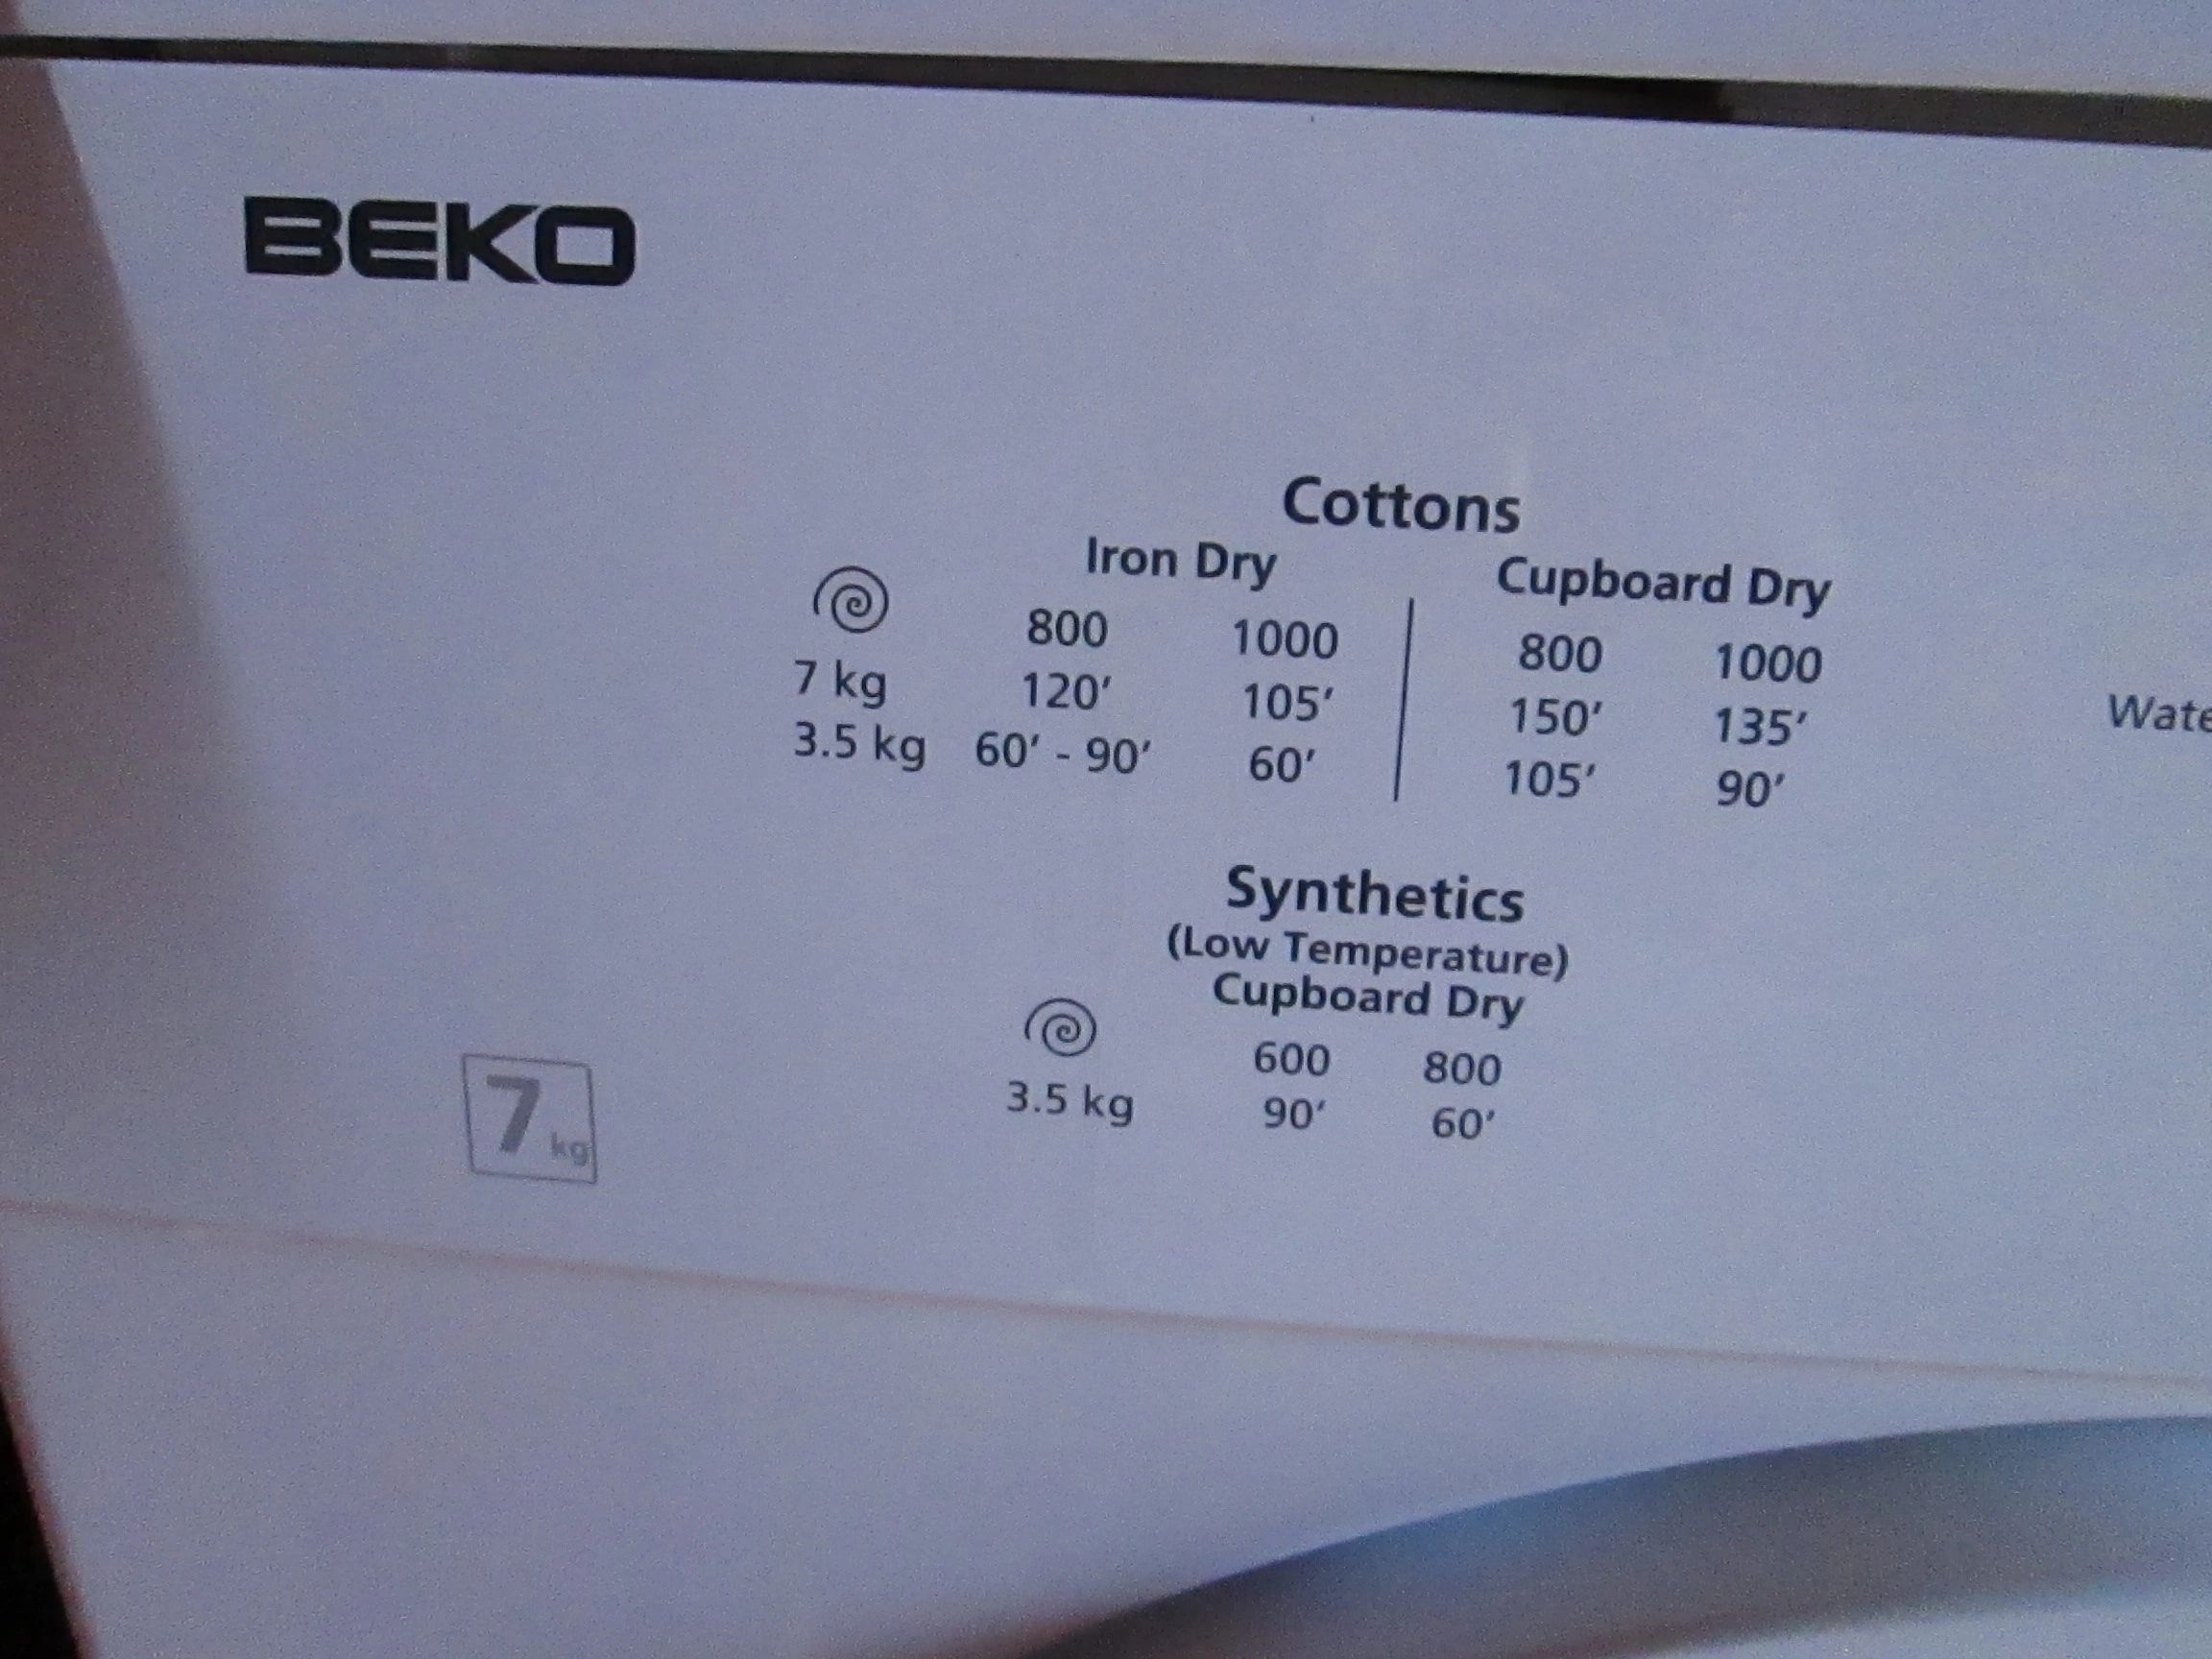 BEKO
Cottons
Iron Dry Cupboard Dry
800 1000 800 1000
7 kg 120' 105' 150' 135'
3.5 kg 60' - 90' 60' 105' 90'
Synthetics
(Low Temperature)
Cupboard Dry
600 800
3.5 kg 90' 60'
7 kg